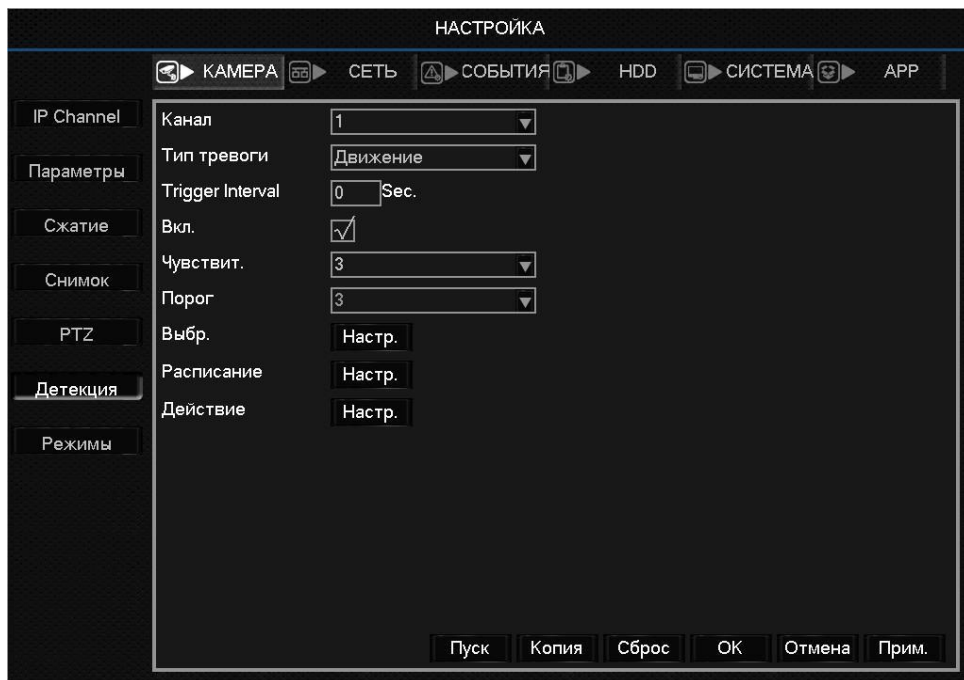 НАСТРОЙКА
КАМЕРА СЕТЬ СОБЫТИЯ HDD СИСТЕМА APP
IP Channel
Параметры
Сжатие
Снимок
PTZ
Детекция
Режимы
Канал 1
Тип тревоги Движение
Trigger Interval 0 Sec.
Вкл.
Чувствит. 3
Порог 3
Выбр. Настр.
Расписание Настр.
Действие Настр.
Пуск Копия Сброс OK Отмена Прим.